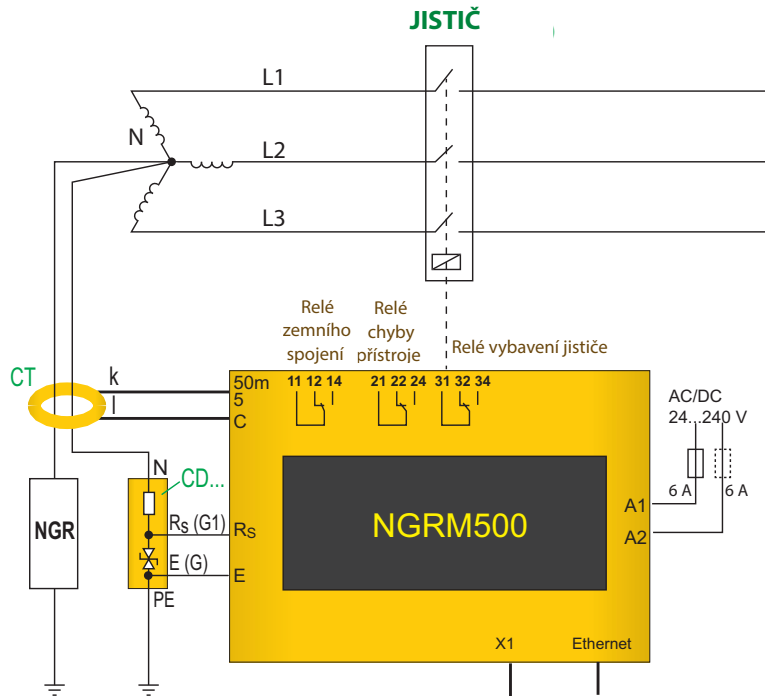 JISTIČ
L1
N
L2
L3
Relé
zemního
spojení
Relé
chyby
přístroje
Relé vybavení jističe
CT
k
l
50m
5
C
11 12 14
21 22 24
31 32 34
AC/DC
24...240 V
6 A
6 A
N
CD...
NGR
RS (G1)
RS
E (G)
E
PE
NGRM500
A1
A2
X1
Ethernet